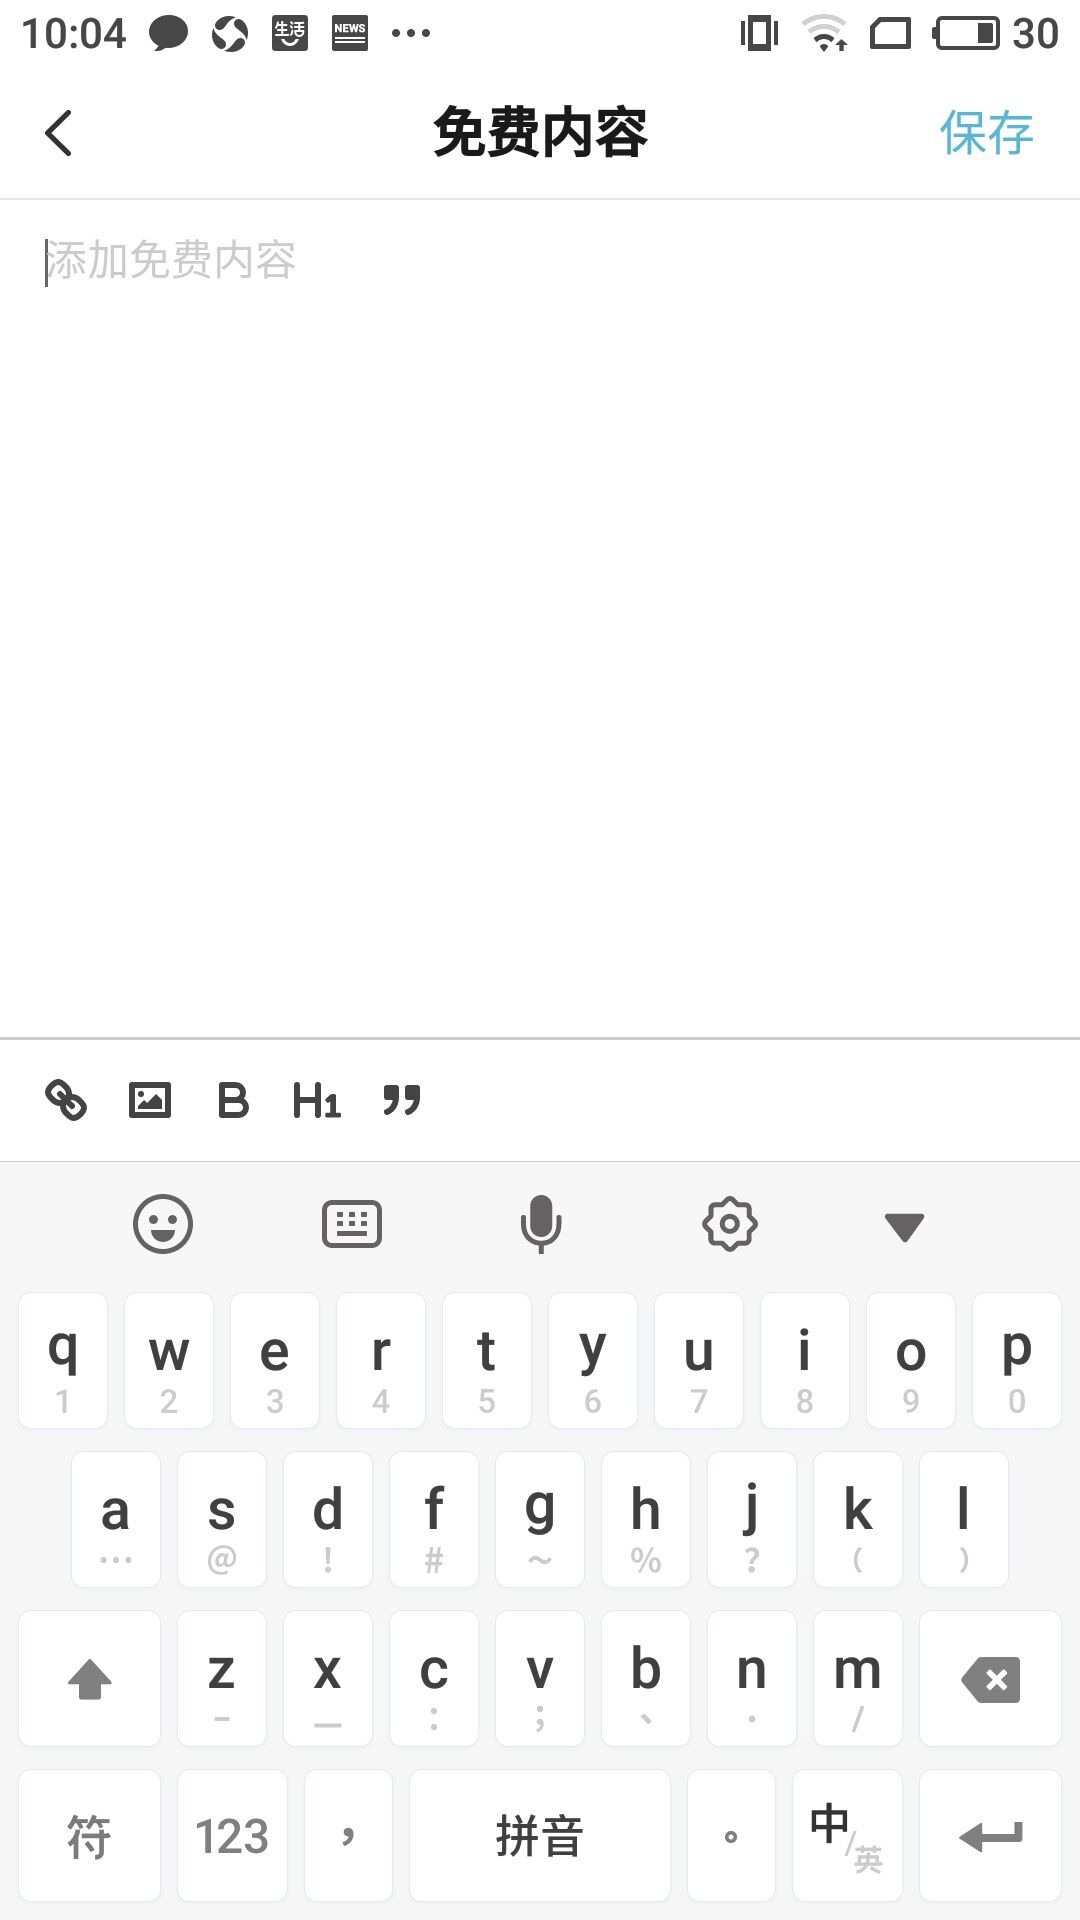 10:04 生活 NEWS 30
免费内容 保存
添加免费内容
B H1
q w e r t y u i o p
1 2 3 4 5 6 7 8 9 0
a s d f g h j k l
… @ ! # ~ % ? ( )
z x c v b n m
- — : ; 、 · /
符 123 ， 拼音 。 中/英